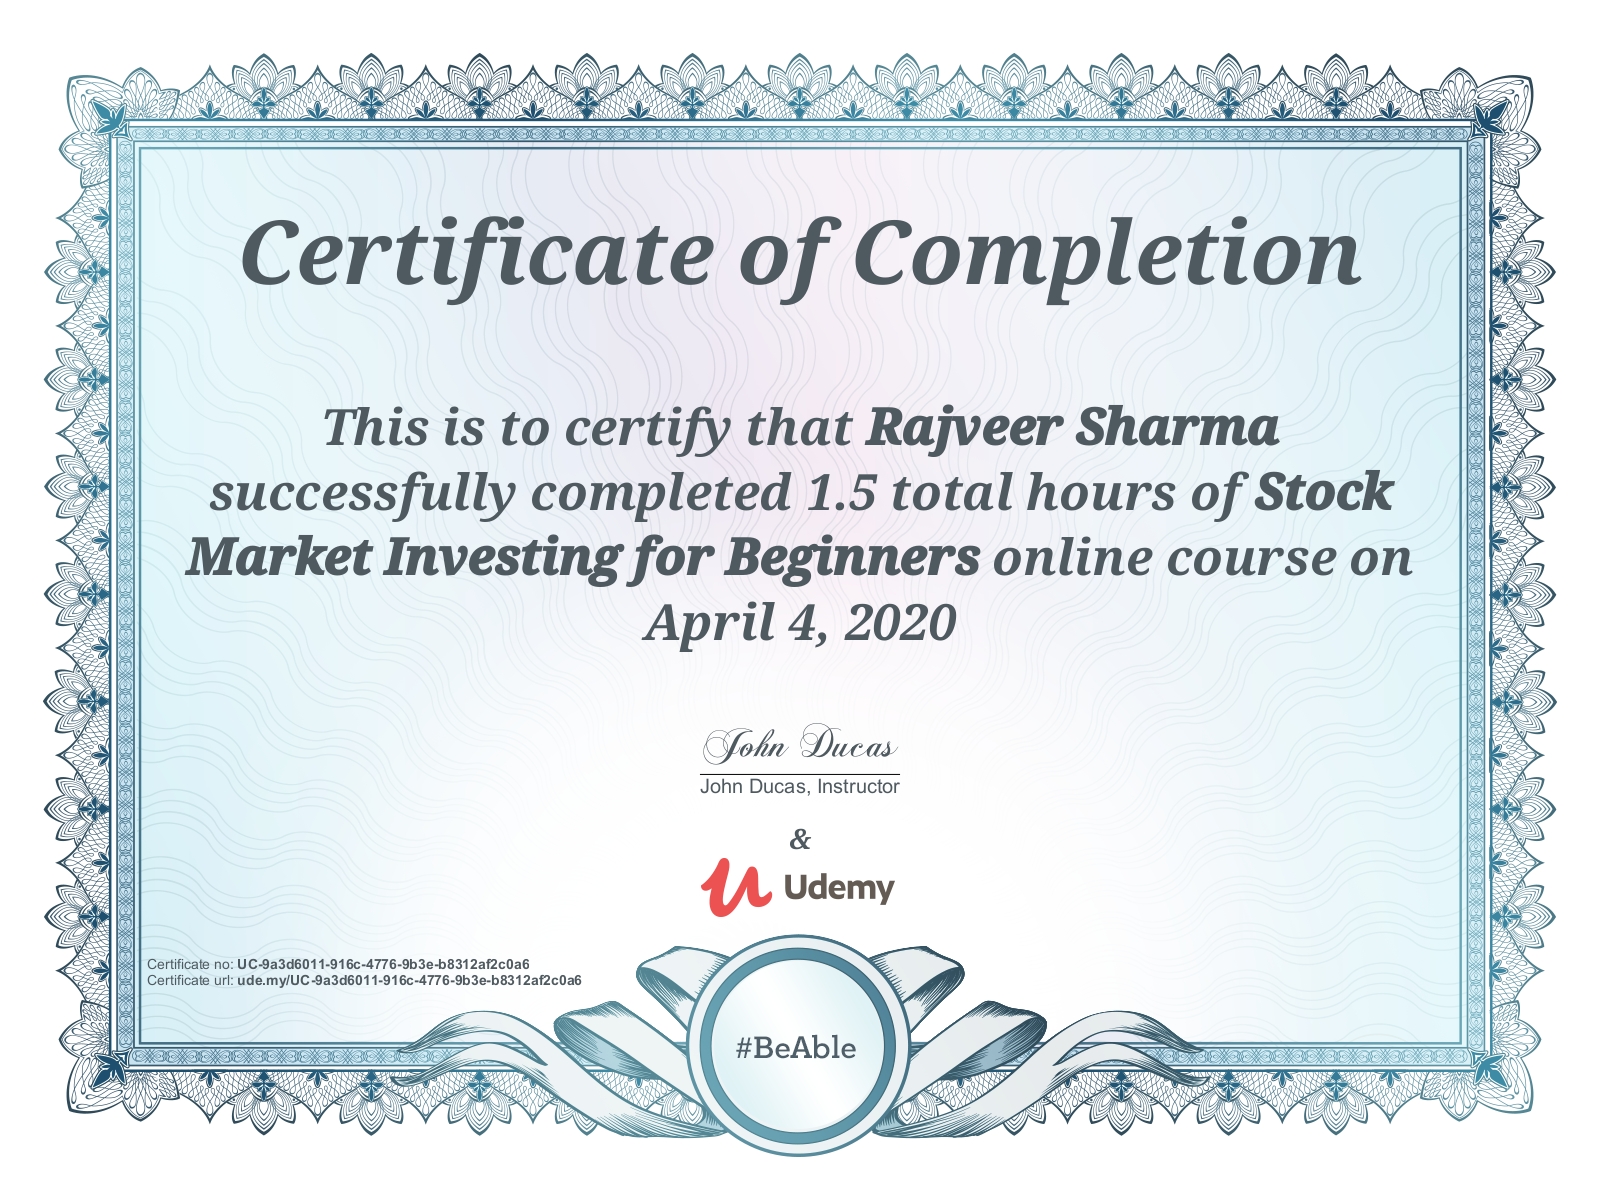 Certificate of Completion
This is to certify that Rajveer Sharma
successfully completed 1.5 total hours of Stock
Market Investing for Beginners online course on
April 4, 2020
John Ducas
John Ducas, Instructor
&
Udemy
Certificate no: UC-9a3d6011-916c-4776-9b3e-b8312af2c0a6
Certificate url: ude.my/UC-9a3d6011-916c-4776-9b3e-b8312af2c0a6
#BeAble